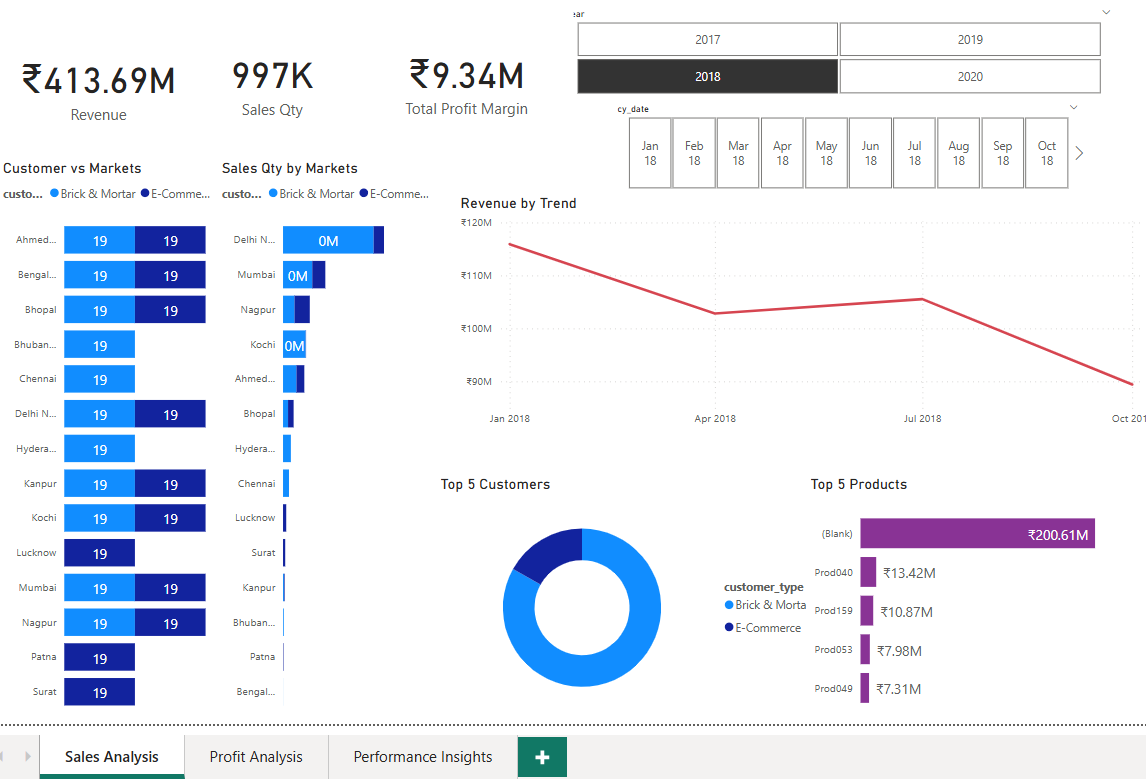 ear
2017
2019
2018
2020
₹413.69M
Revenue
997K
Sales Qty
₹9.34M
Total Profit Margin
cy_date
Jan 18
Feb 18
Mar 18
Apr 18
May 18
Jun 18
Jul 18
Aug 18
Sep 18
Oct 18
Customer vs Markets
custo... Brick & Mortar E-Comme...
Ahmed... 19 19
Bengal... 19 19
Bhopal 19 19
Bhuban... 19
Chennai 19
Delhi N... 19 19
Hydera... 19
Kanpur 19 19
Kochi 19 19
Lucknow 19
Mumbai 19 19
Nagpur 19 19
Patna 19
Surat 19
Sales Qty by Markets
custo... Brick & Mortar E-Comme...
Delhi N... 0M
Mumbai 0M
Nagpur
Kochi 0M
Ahmed...
Bhopal
Hydera...
Chennai
Lucknow
Surat
Kanpur
Bhuban...
Patna
Bengal...
Revenue by Trend
₹120M
₹110M
₹100M
₹90M
Jan 2018 Apr 2018 Jul 2018 Oct 201
Top 5 Customers
customer_type
Brick & Morta
E-Commerce
Top 5 Products
(Blank) ₹200.61M
Prod040 ₹13.42M
Prod159 ₹10.87M
Prod053 ₹7.98M
Prod049 ₹7.31M
Sales Analysis Profit Analysis Performance Insights